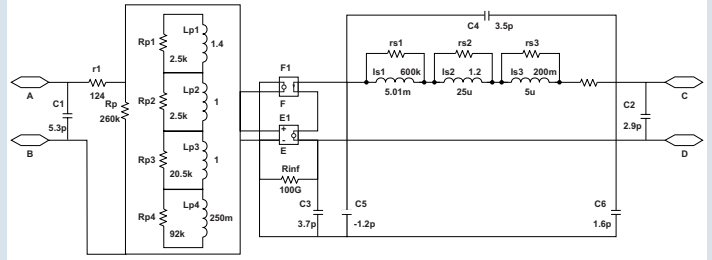 C4
3.5p
Lp1
Rp1
1.4
2.5k
F1
F
rs1
rs2
rs3
ls1
600k
5.01m
ls2
1.2
25u
ls3
200m
5u
r1
124
A
C1
5.3p
Rp
260k
B
Lp2
Rp2
1
2.5k
E1
+
-
E
C2
2.9p
C
D
Lp3
Rp3
1
20.5k
Rinf
100G
Lp4
Rp4
250m
92k
C3
3.7p
C5
-1.2p
C6
1.6p